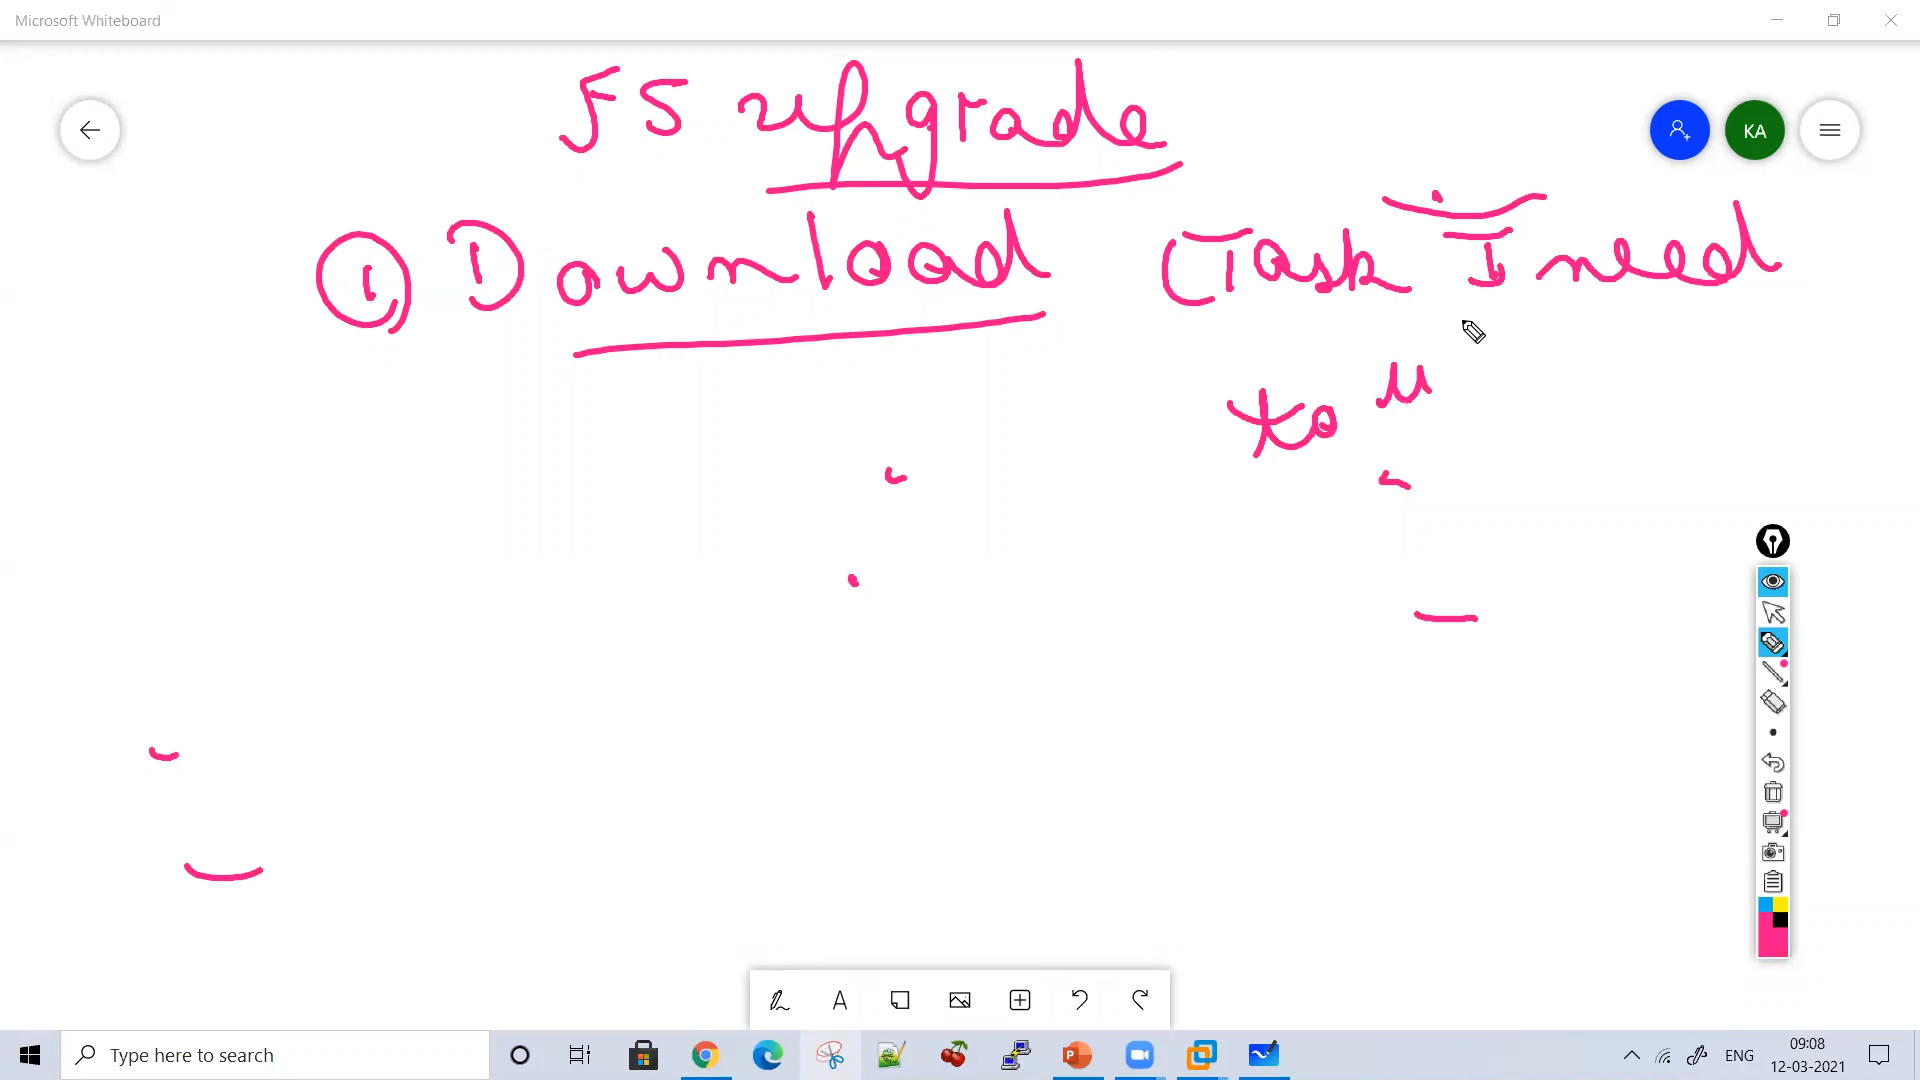 Microsoft Whiteboard
F5 upgrade
KA
① Download (Task I need
to
A
Type here to search
ENG
09:08
12-03-2021